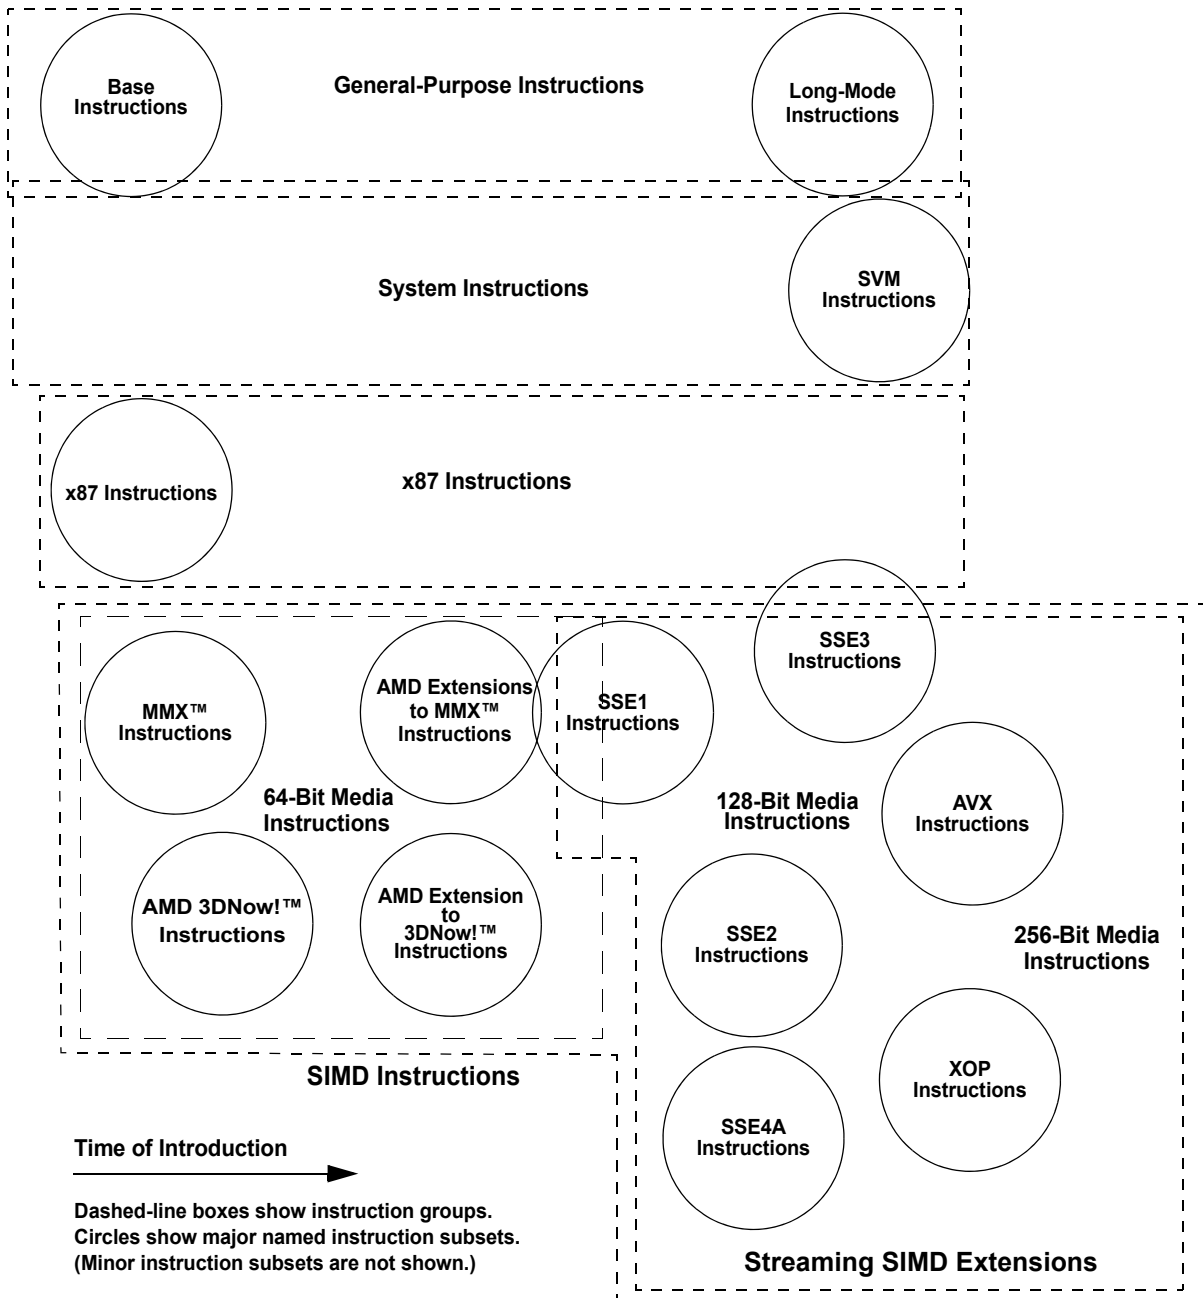 Base
Instructions
General-Purpose Instructions
Long-Mode
Instructions
System Instructions
SVM
Instructions
x87 Instructions
x87 Instructions
MMX™
Instructions
AMD Extensions
to MMX™
Instructions
SSE1
Instructions
SSE3
Instructions
64-Bit Media
Instructions
128-Bit Media
Instructions
AVX
Instructions
AMD 3DNow!™
Instructions
AMD Extension
to
3DNow!™
Instructions
SSE2
Instructions
256-Bit Media
Instructions
SIMD Instructions
XOP
Instructions
SSE4A
Instructions
Time of Introduction
Dashed-line boxes show instruction groups.
Circles show major named instruction subsets.
(Minor instruction subsets are not shown.)
Streaming SIMD Extensions